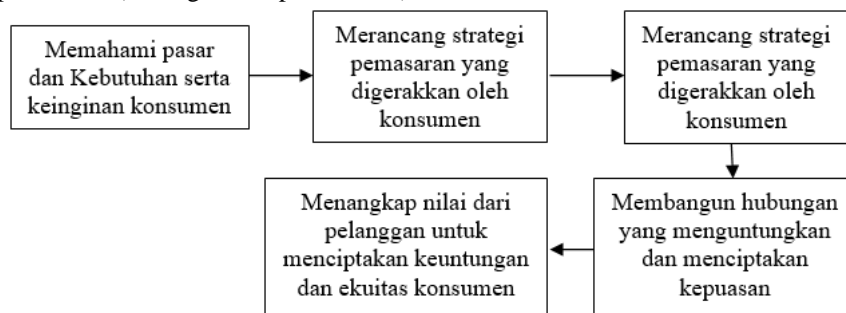 Memahami pasar
dan Kebutuhan serta
keinginan konsumen
Merancang strategi
pemasaran yang
digerakkan oleh
konsumen
Merancang strategi
pemasaran yang
digerakkan oleh
konsumen
Membangun hubungan
yang menguntungkan
dan menciptakan
kepuasan
Menangkap nilai dari
pelanggan untuk
menciptakan keuntungan
dan ekuitas konsumen